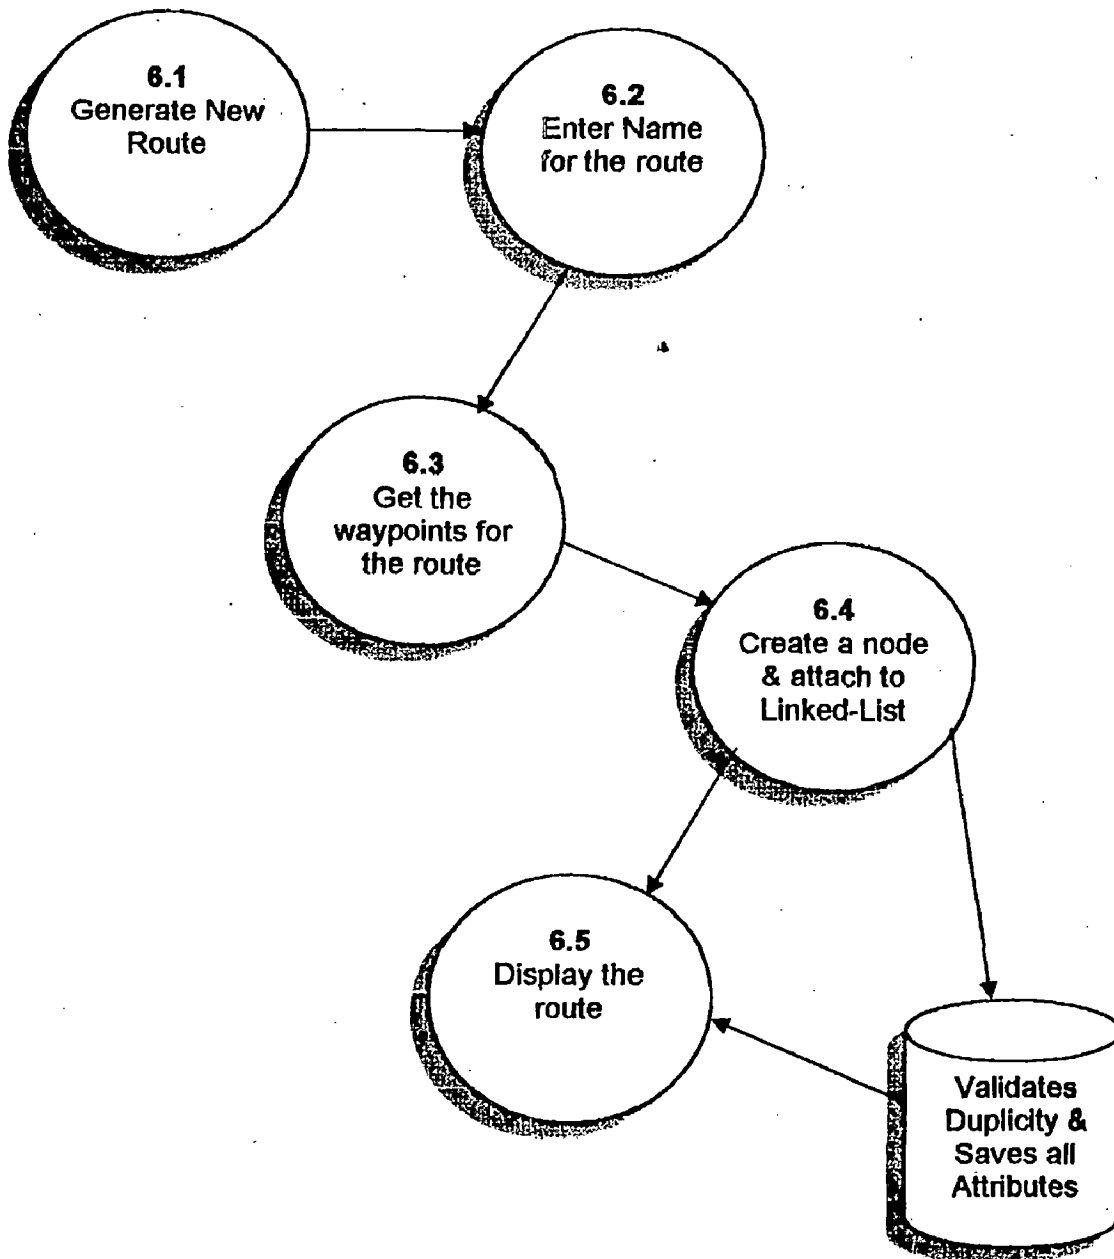 6.1
Generate New
Route
6.2
Enter Name
for the route
6.3
Get the
waypoints for
the route
6.4
Create a node
& attach to
Linked-List
6.5
Display the
route
Validates
Duplicity &
Saves all
Attributes